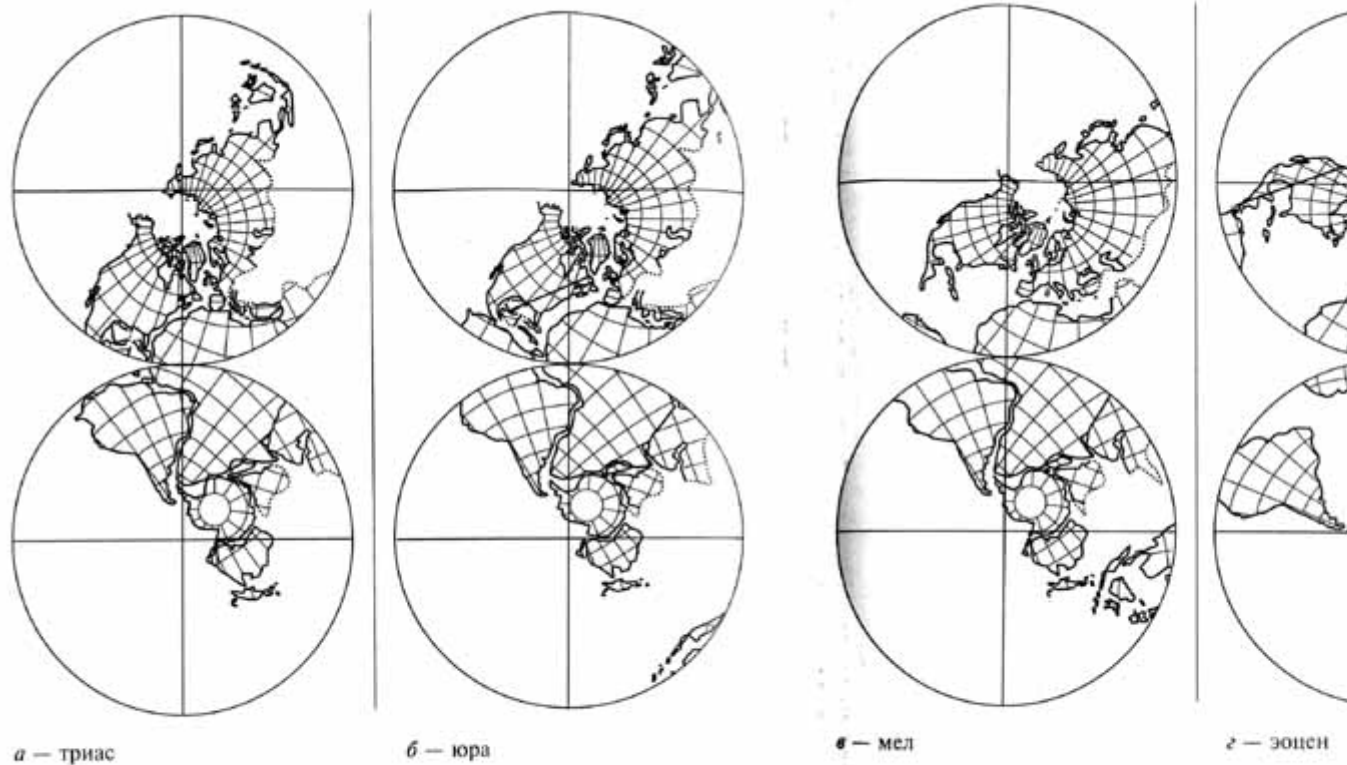 а — триас
б — юра
в — мел
г — эоцен